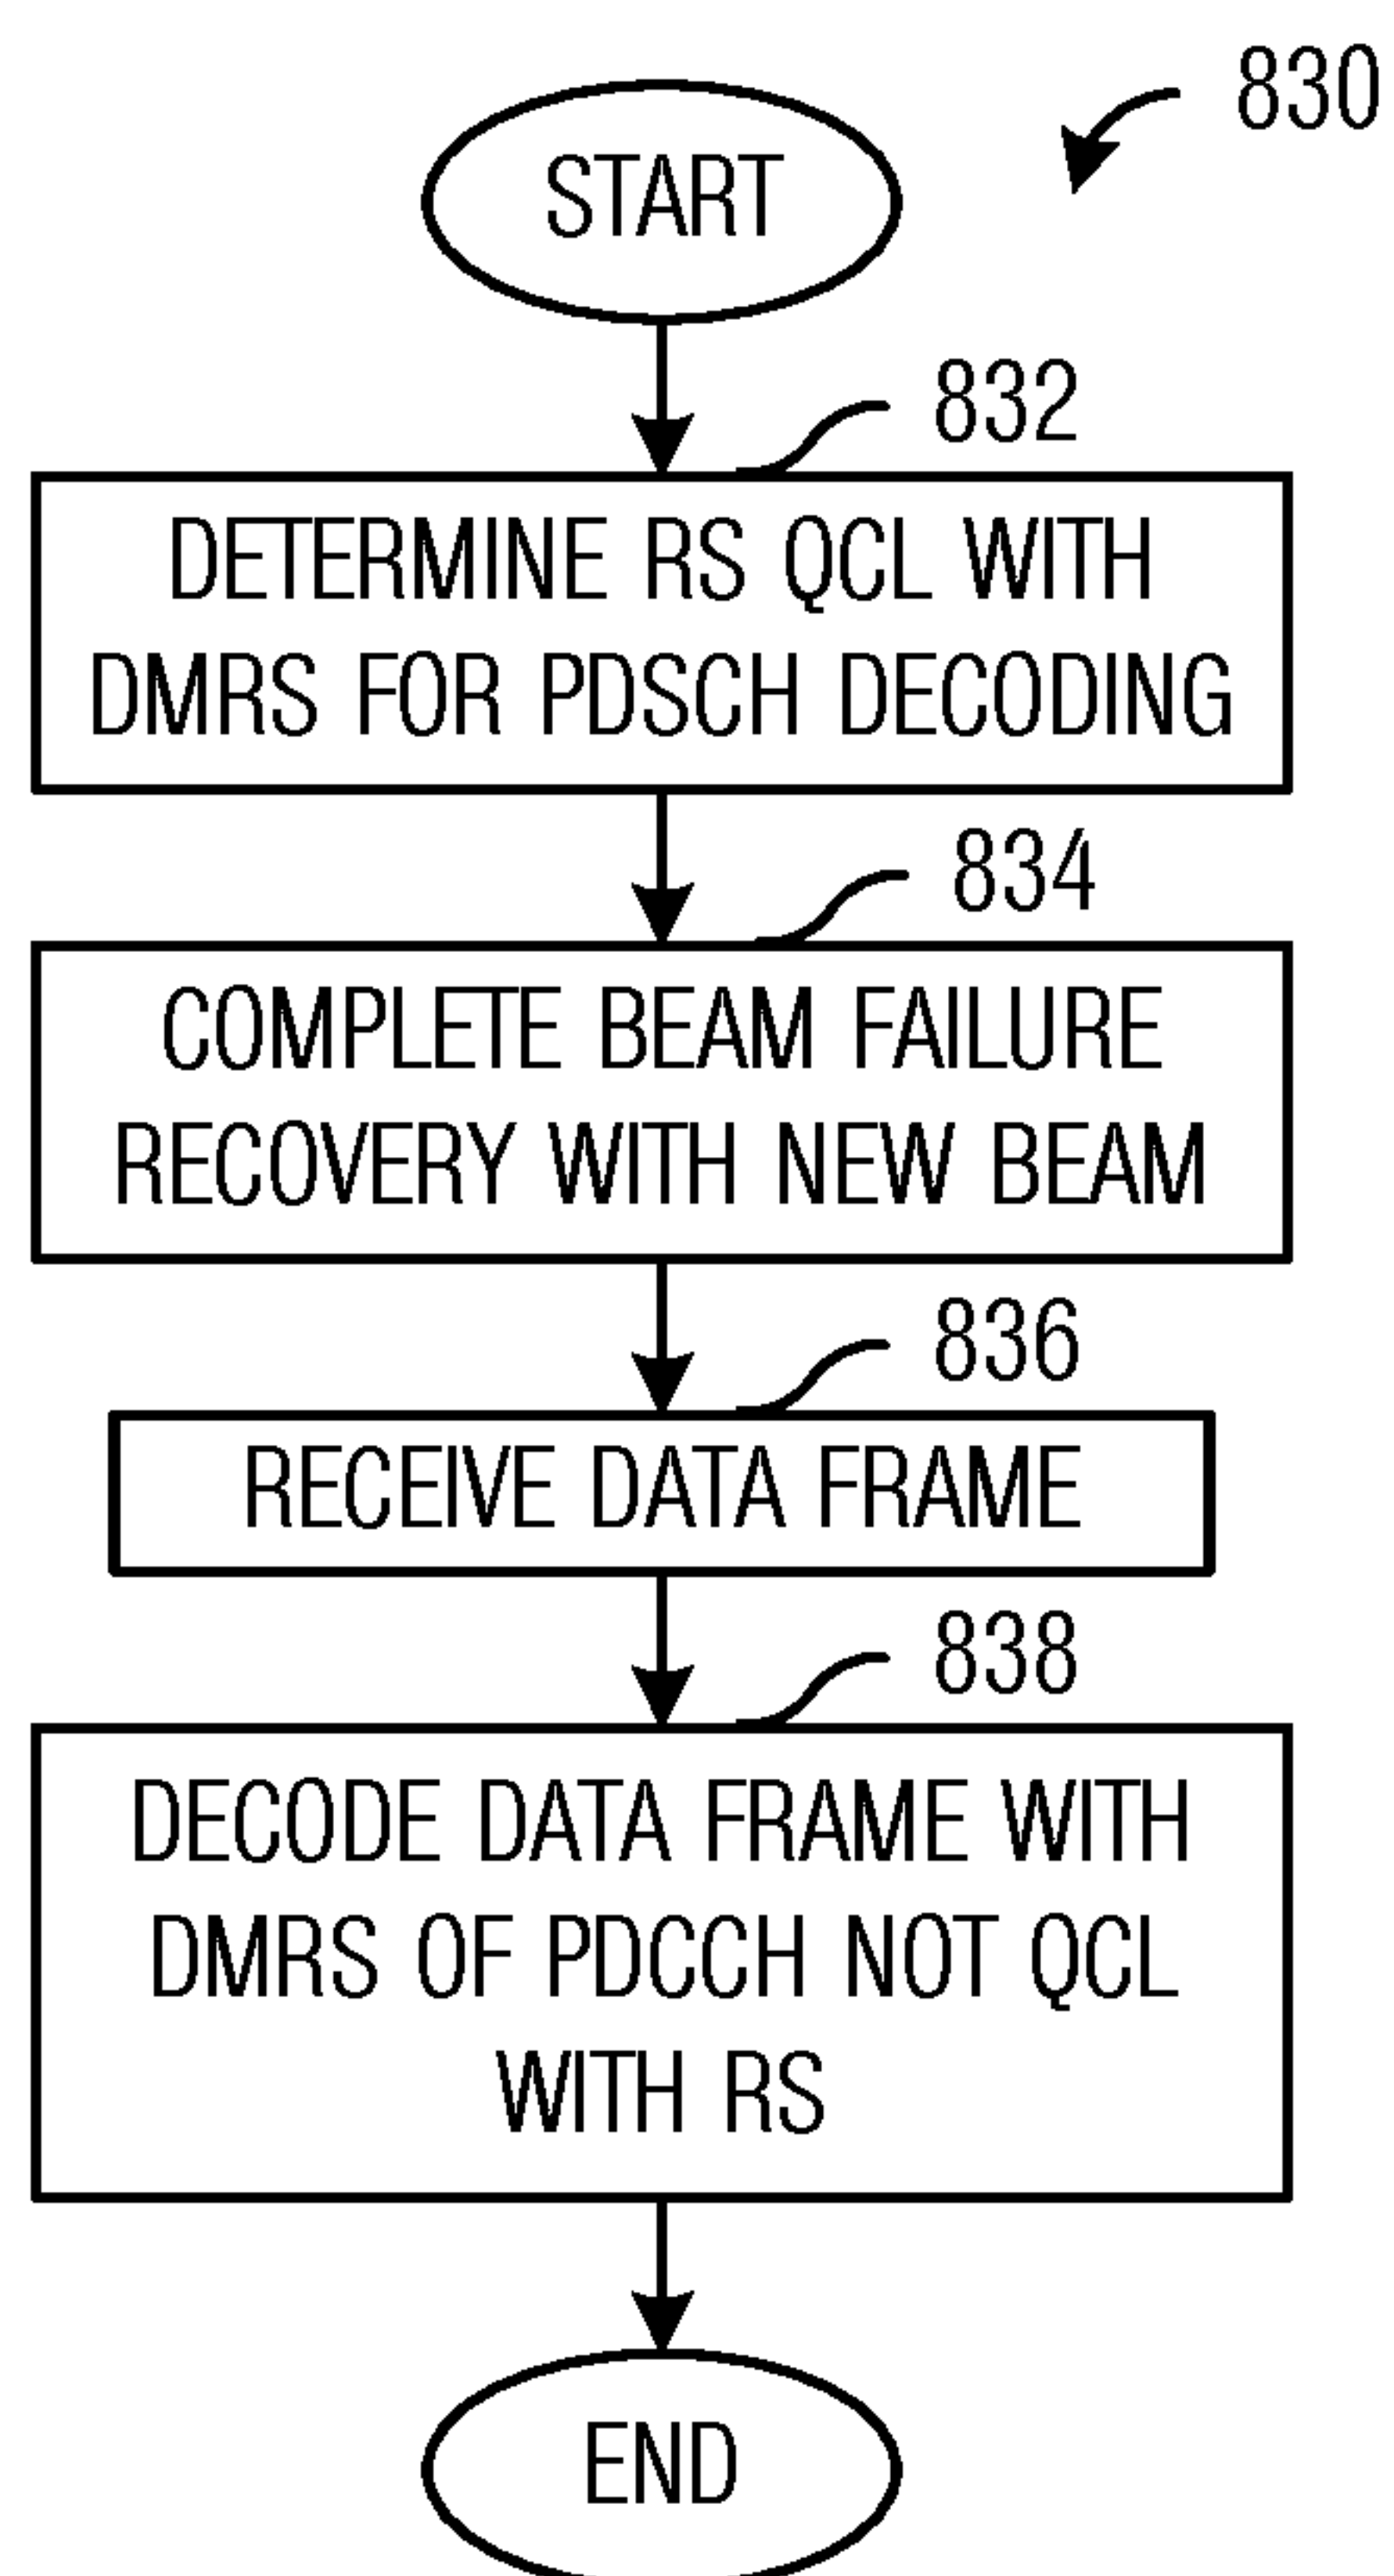 830
START
832
DETERMINE RS QCL WITH
DMRS FOR PDSCH DECODING
834
COMPLETE BEAM FAILURE
RECOVERY WITH NEW BEAM
836
RECEIVE DATA FRAME
838
DECODE DATA FRAME WITH
DMRS OF PDCCH NOT QCL
WITH RS
END